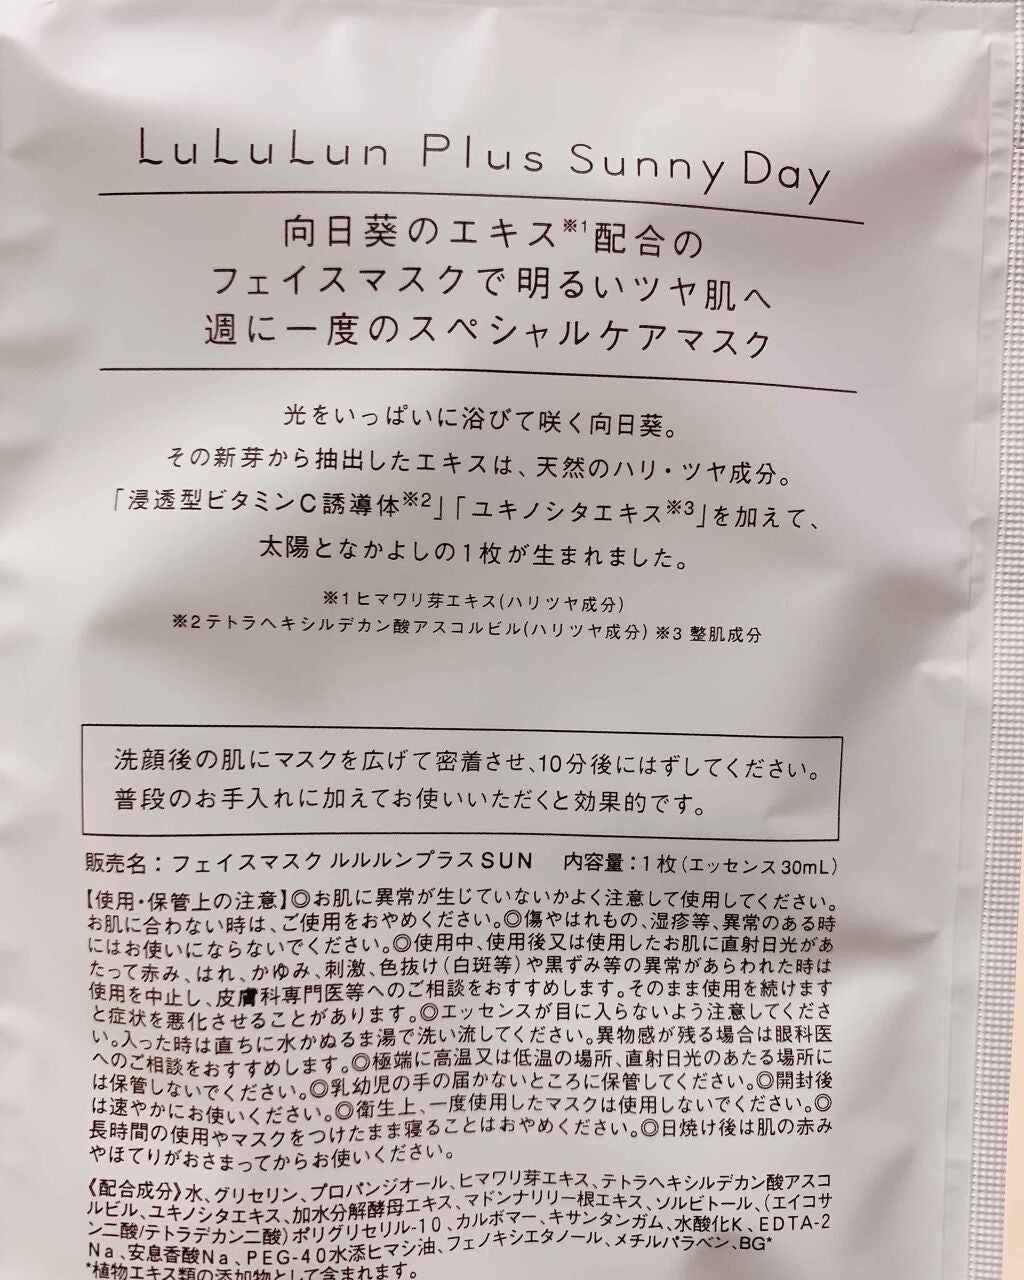 LuLuLun Plus Sunny Day
向日葵のエキス※1配合の
フェイスマスクで明るいツヤ肌へ
週に一度のスペシャルケアマスク
光をいっぱいに浴びて咲く向日葵。
その新芽から抽出したエキスは、天然のハリ・ツヤ成分。
「浸透型ビタミンC誘導体※2」「ユキノシタエキス※3」を加えて、
太陽となかよしの1枚が生まれました。
※1ヒマワリ芽エキス(ハリツヤ成分)
※2テトラヘキシルデカン酸アスコルビル(ハリツヤ成分) ※3 整肌成分
洗顔後の肌にマスクを広げて密着させ、10分後にはずしてください。
普段のお手入れに加えてお使いいただくと効果的です。
販売名：フェイスマスク ルルルンプラスSUN 内容量：1枚(エッセンス30mL)
【使用・保管上の注意】◎お肌に異常が生じていないかよく注意して使用してください。
お肌に合わない時は、ご使用をおやめください。◎傷やはれもの、湿疹等、異常のある時
にはお使いにならないでください。◎使用中、使用後又は使用したお肌に直射日光があ
たって赤み、はれ、かゆみ、刺激、色抜け(白斑等)や黒ずみ等の異常があらわれた時は
使用を中止し、皮膚科専門医等へのご相談をおすすめします。そのまま使用を続けます
と症状を悪化させることがあります。◎エッセンスが目に入らないよう注意してくださ
い。入った時は直ちに水かぬるま湯で洗い流してください。異物感が残る場合は眼科医
へのご相談をおすすめします。◎極端に高温又は低温の場所、直射日光のあたる場所に
は保管しないでください。◎乳幼児の手の届かないところに保管してください。◎開封後
は速やかにお使いください。◎衛生上、一度使用したマスクは使用しないでください。◎
長時間の使用やマスクをつけたまま寝ることはおやめください。◎日焼け後は肌の赤み
やほてりがおさまってからお使いください。
《配合成分》水、グリセリン、プロパンジオール、ヒマワリ芽エキス、テトラヘキシルデカン酸アスコ
ルビル、ユキノシタエキス、加水分解酵母エキス、マドンナリリー根エキス、ソルビトール、(エイコサ
ン二酸/テトラデカン二酸)ポリグリセリル-10、カルボマー、キサンタンガム、水酸化K、EDTA-2
Na、安息香酸Na、PEG-40水添ヒマシ油、フェノキシエタノール、メチルパラベン、BG*
*植物エキス類の添加物として含まれます。